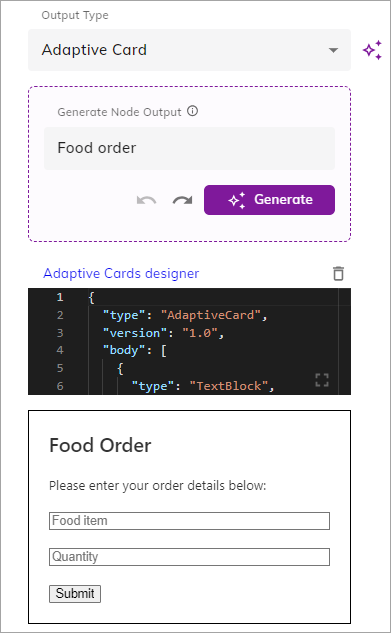 Output Type
Adaptive Card
Generate Node Output
Food order
Generate
Adaptive Cards designer
1 {
2 "type": "AdaptiveCard",
3 "version": "1.0",
4 "body": [
5 {
6 "type": "TextBlock",
Food Order
Please enter your order details below:
Food item
Quantity
Submit